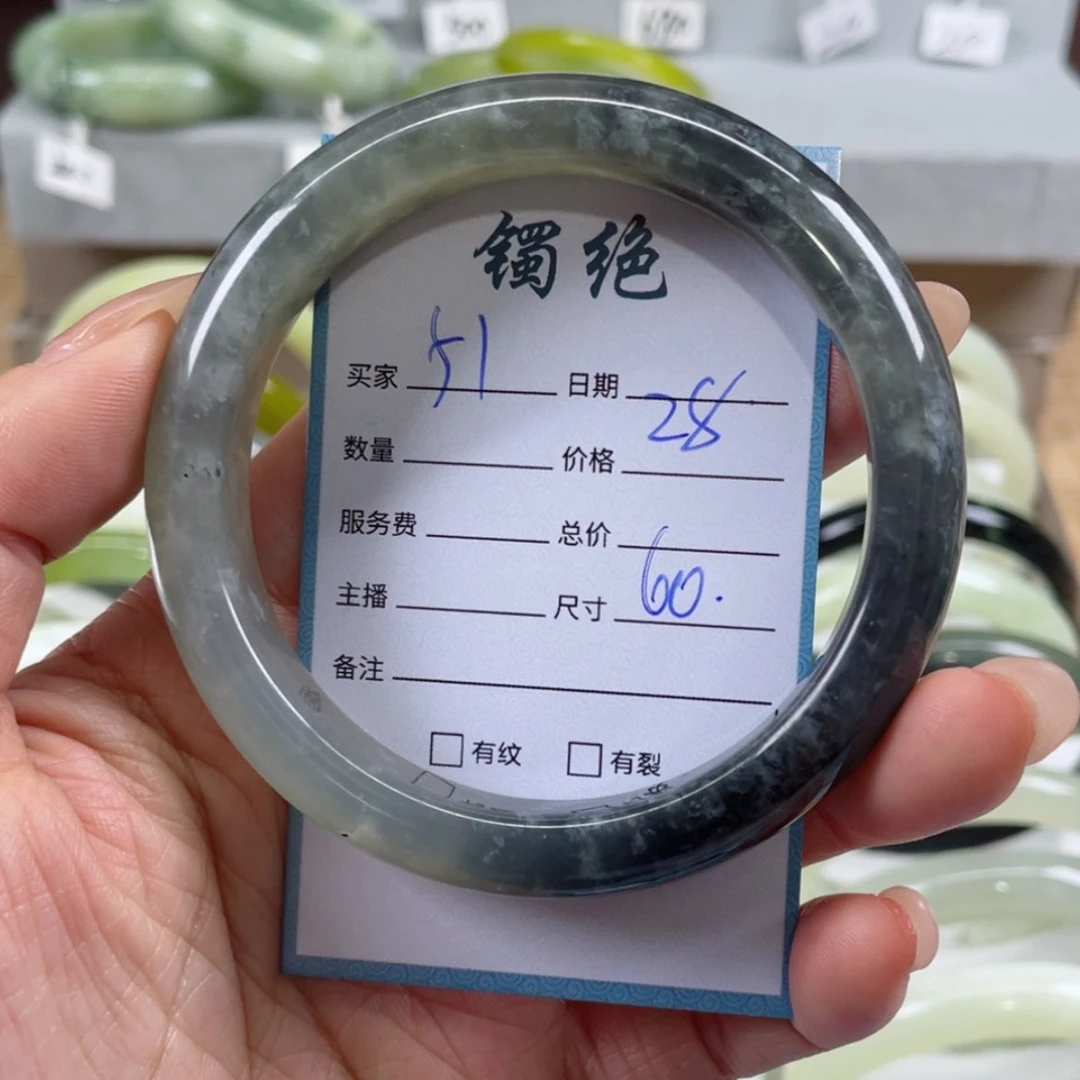 镯绝
买家 51 日期 28
数量 价格
服务费 总价
主播 尺寸 60.
备注
□有纹 □有裂